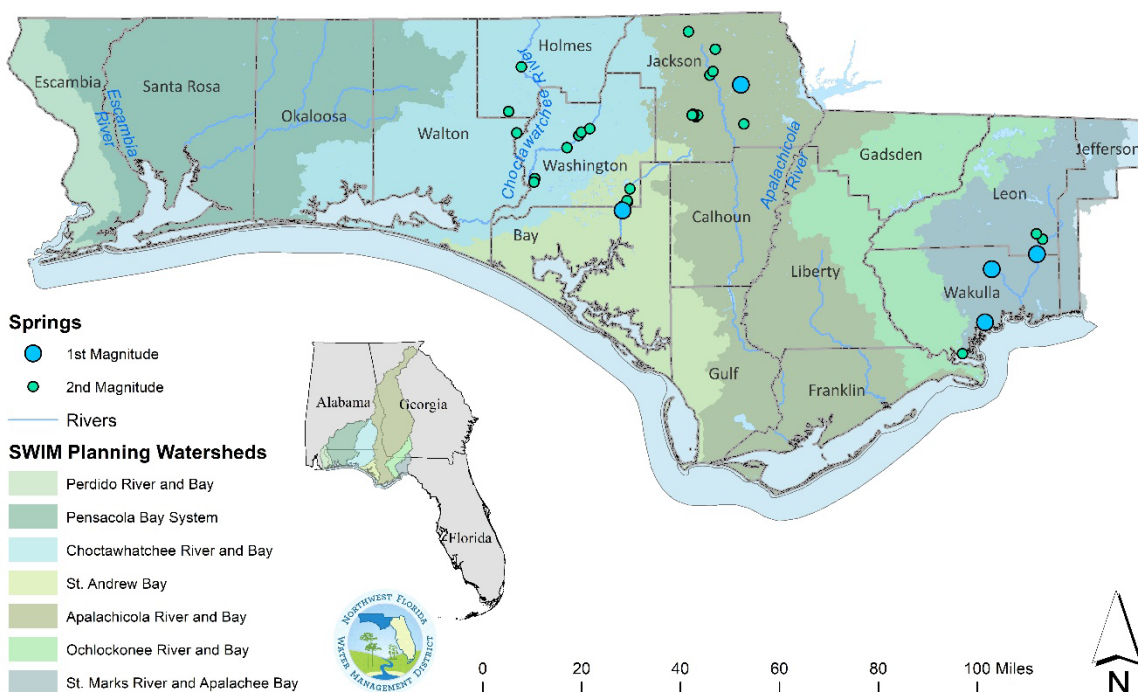 Holmes
Jackson
Escambia
Santa Rosa
Okaloosa
Escambia
River
Walton
Choctawatchee River
Washington
Gadsden
Jefferson
Leon
Apalachicola
River
Calhoun
Bay
Liberty
Wakulla
Gulf
Franklin
Springs
1st Magnitude
2nd Magnitude
Rivers
SWIM Planning Watersheds
Perdido River and Bay
Pensacola Bay System
Choctawhatchee River and Bay
St. Andrew Bay
Apalachicola River and Bay
Ochlockonee River and Bay
St. Marks River and Apalachee Bay
Alabama
Georgia
Florida
NORTHWEST FLORIDA
WATER MANAGEMENT DISTRICT
0 20 40 60 80 100 Miles
N